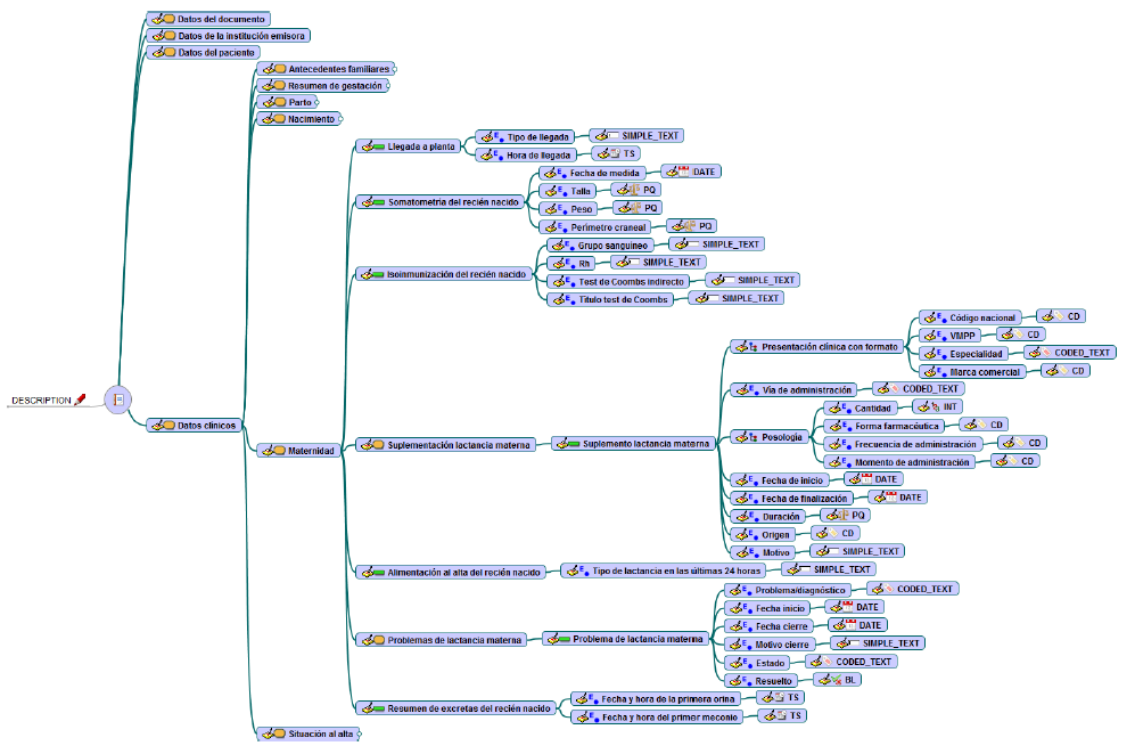 Datos del documento
Datos de la institución emisora
Datos del paciente
Antecedentes familiares
Resumen de gestación
Parto
Nacimiento
Llegada a planta
E Tipo de llegada
SIMPLE_TEXT
E Hora de llegada
TS
Somatometría del recién nacido
E Fecha de medida
DATE
E Talla
PQ
E Peso
PQ
E Perímetro craneal
PQ
Isoinmunización del recién nacido
E Grupo sanguíneo
SIMPLE_TEXT
E Rh
SIMPLE_TEXT
E Test de Coombs indirecto
SIMPLE_TEXT
E Título test de Coombs
SIMPLE_TEXT
DESCRIPTION
Datos clínicos
Maternidad
Suplementación lactancia materna
Suplemento lactancia materna
Presentación clínica con formato
E Código nacional
CD
E VMPP
CD
E Especialidad
CODED_TEXT
E Marca comercial
CD
E Vía de administración
CODED_TEXT
Posología
E Cantidad
INT
E Forma farmacéutica
CD
E Frecuencia de administración
CD
E Momento de administración
CD
E Fecha de inicio
DATE
E Fecha de finalización
DATE
E Duración
PQ
E Origen
CD
E Motivo
SIMPLE_TEXT
Alimentación al alta del recién nacido
E Tipo de lactancia en las últimas 24 horas
SIMPLE_TEXT
Problemas de lactancia materna
Problema de lactancia materna
E Problema/diagnóstico
CODED_TEXT
E Fecha inicio
DATE
E Fecha cierre
DATE
E Motivo cierre
SIMPLE_TEXT
E Estado
CODED_TEXT
E Resuelto
BL
Resumen de excretas del recién nacido
E Fecha y hora de la primera orina
TS
E Fecha y hora del primer meconio
TS
Situación al alta